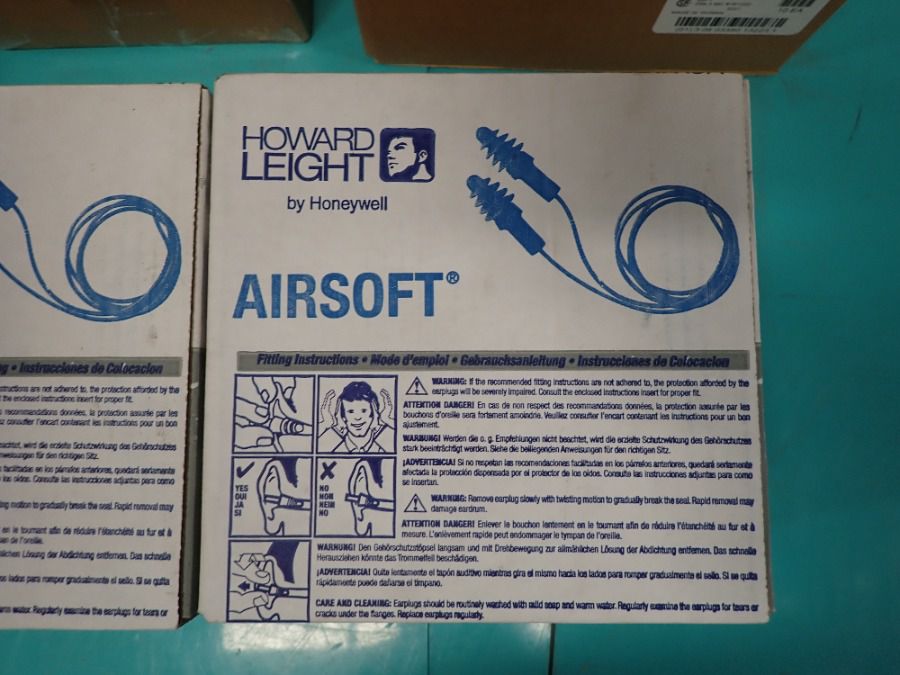 10 EA
HOWARD
LEIGHT
by Honeywell
AIRSOFT®
Fitting Instructions • Mode d'emploi • Gebrauchsanleitung • Instrucciones de Colocacion
WARNING: If the recommended fitting instructions are not adhered to, the protection afforded by the
earplugs will be severely impaired. Consult the enclosed instructions insert for proper fit.
ATTENTION DANGER! En cas de non respect des recommandations données, la protection assurée par les
bouchons d'oreille sera fortement amoindrie. Veuillez consulter l'encart contenant les instructions pour un bon
ajustement.
WARNUNG! Werden die o. g. Empfehlungen nicht beachtet, wird die erzielte Schutzwirkung des Gehörschutzes
stark beeinträchtigt werden. Siehe die beiliegenden Anweisungen für den richtigen Sitz.
¡ADVERTENCIA! Si no respetan las recomendaciones facilitadas en los párrafos anteriores, quedará seriamente
afectada la protección dispensada por el protector de los oidos. Consulte las instrucciones adjuntas para como
se insertan.
YES
OUI
JA
SI
NO
NON
NEIN
NO
WARNING: Remove earplug slowly with twisting motion to gradually break the seal. Rapid removal may
damage eardrum.
ATTENTION DANGER! Enlever le bouchon lentement en le tournant afin de réduire l'étanchéité au fur et à
mesure. L'enlèvement rapide peut endommager le tympan de l'oreille.
WARNUNG! Den Gehörschutzstöpsel langsam und mit Drehbewegung zur allmählichen Lösung der Abdichtung entfernen. Das schnelle
Herausziehen könnte das Trommelfell beschädigen.
¡ADVERTENCIA! Quite lentamente el tapón auditivo mientras gira el mismo hacia los lados para romper gradualmente el sello. Si se quita
rápidamente puede dañarse el timpano.
CARE AND CLEANING: Earplugs should be routinely washed with mild soap and warm water. Regularly examine the earplugs for tears or
cracks under the flanges. Replace earplugs regularly.